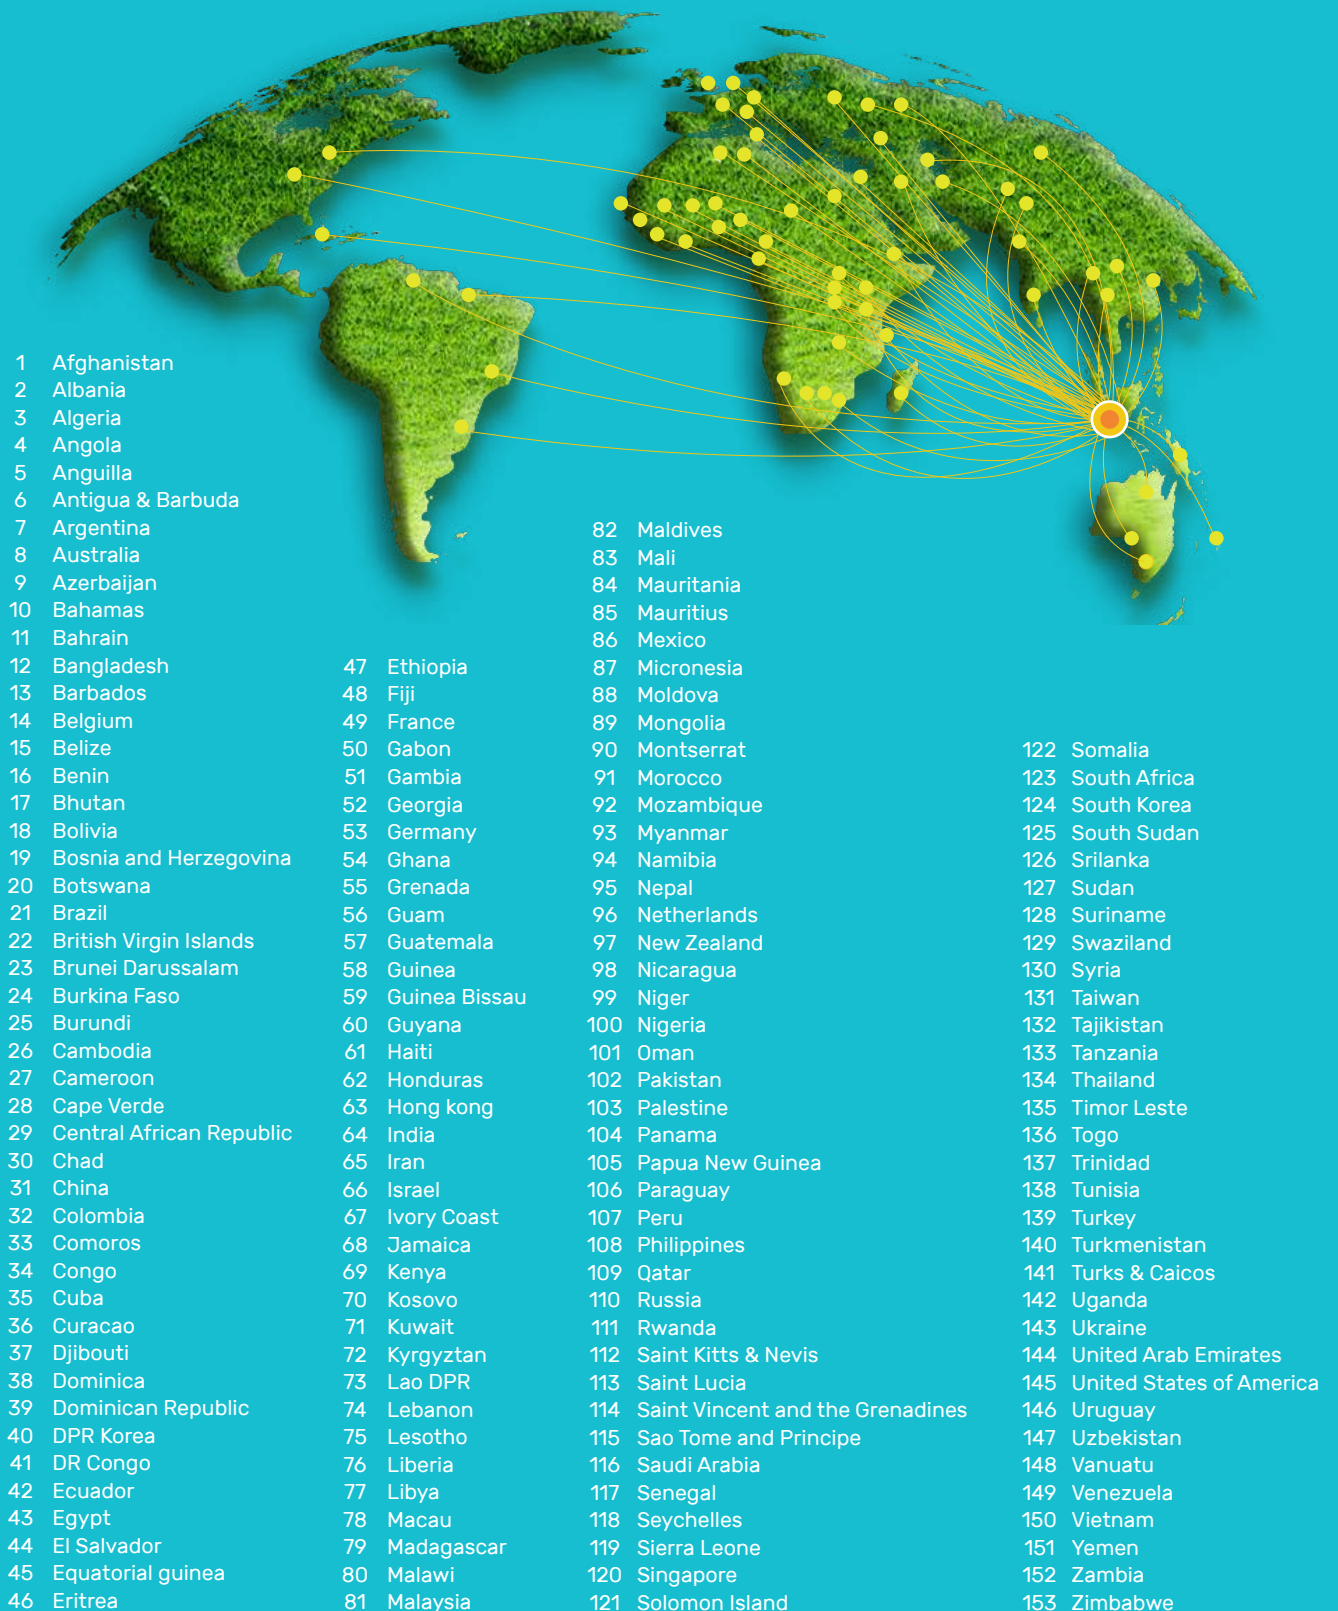 1 Afghanistan
2 Albania
3 Algeria
4 Angola
5 Anguilla
6 Antigua & Barbuda
7 Argentina
8 Australia
9 Azerbaijan
10 Bahamas
11 Bahrain
12 Bangladesh
13 Barbados
14 Belgium
15 Belize
16 Benin
17 Bhutan
18 Bolivia
19 Bosnia and Herzegovina
20 Botswana
21 Brazil
22 British Virgin Islands
23 Brunei Darussalam
24 Burkina Faso
25 Burundi
26 Cambodia
27 Cameroon
28 Cape Verde
29 Central African Republic
30 Chad
31 China
32 Colombia
33 Comoros
34 Congo
35 Cuba
36 Curacao
37 Djibouti
38 Dominica
39 Dominican Republic
40 DPR Korea
41 DR Congo
42 Ecuador
43 Egypt
44 El Salvador
45 Equatorial guinea
46 Eritrea
47 Ethiopia
48 Fiji
49 France
50 Gabon
51 Gambia
52 Georgia
53 Germany
54 Ghana
55 Grenada
56 Guam
57 Guatemala
58 Guinea
59 Guinea Bissau
60 Guyana
61 Haiti
62 Honduras
63 Hong kong
64 India
65 Iran
66 Israel
67 Ivory Coast
68 Jamaica
69 Kenya
70 Kosovo
71 Kuwait
72 Kyrgyztan
73 Lao DPR
74 Lebanon
75 Lesotho
76 Liberia
77 Libya
78 Macau
79 Madagascar
80 Malawi
81 Malaysia
82 Maldives
83 Mali
84 Mauritania
85 Mauritius
86 Mexico
87 Micronesia
88 Moldova
89 Mongolia
90 Montserrat
91 Morocco
92 Mozambique
93 Myanmar
94 Namibia
95 Nepal
96 Netherlands
97 New Zealand
98 Nicaragua
99 Niger
100 Nigeria
101 Oman
102 Pakistan
103 Palestine
104 Panama
105 Papua New Guinea
106 Paraguay
107 Peru
108 Philippines
109 Qatar
110 Russia
111 Rwanda
112 Saint Kitts & Nevis
113 Saint Lucia
114 Saint Vincent and the Grenadines
115 Sao Tome and Principe
116 Saudi Arabia
117 Senegal
118 Seychelles
119 Sierra Leone
120 Singapore
121 Solomon Island
122 Somalia
123 South Africa
124 South Korea
125 South Sudan
126 Srilanka
127 Sudan
128 Suriname
129 Swaziland
130 Syria
131 Taiwan
132 Tajikistan
133 Tanzania
134 Thailand
135 Timor Leste
136 Togo
137 Trinidad
138 Tunisia
139 Turkey
140 Turkmenistan
141 Turks & Caicos
142 Uganda
143 Ukraine
144 United Arab Emirates
145 United States of America
146 Uruguay
147 Uzbekistan
148 Vanuatu
149 Venezuela
150 Vietnam
151 Yemen
152 Zambia
153 Zimbabwe